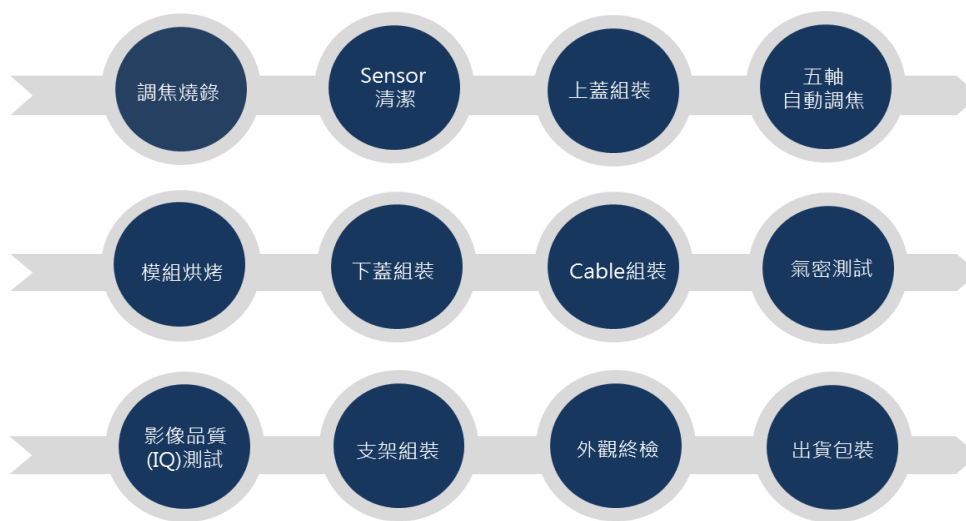 調焦燒錄
Sensor
清潔
上蓋組裝
五軸
自動調焦
模組烘烤
下蓋組裝
Cable組裝
氣密測試
影像品質
(IQ)測試
支架組裝
外觀終檢
出貨包裝